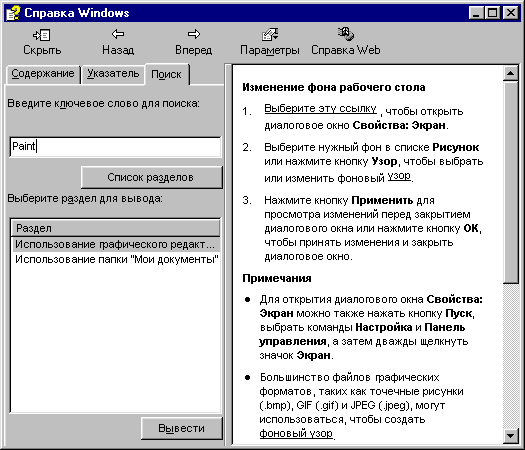 Справка Windows
Скрыть Назад Вперед Параметры Справка Web
Содержание Указатель Поиск
Введите ключевое слово для поиска:
Paint
Список разделов
Выберите раздел для вывода:
Раздел
Использование графического редакт...
Использование папки "Мои документы"
Вывести
Изменение фона рабочего стола
1. Выберите эту ссылку , чтобы открыть
диалоговое окно Свойства: Экран.
2. Выберите нужный фон в списке Рисунок
или нажмите кнопку Узор, чтобы выбрать
или изменить фоновый узор.
3. Нажмите кнопку Применить для
просмотра изменений перед закрытием
диалогового окна или нажмите кнопку ОК,
чтобы принять изменения и закрыть
диалоговое окно.
Примечания
• Для открытия диалогового окна Свойства:
Экран можно также нажать кнопку Пуск,
выбрать команды Настройка и Панель
управления, а затем дважды щелкнуть
значок Экран.
• Большинство файлов графических
форматов, таких как точечные рисунки
(.bmp), GIF (.gif) и JPEG (.jpeg), могут
использоваться, чтобы создать
фоновый узор.